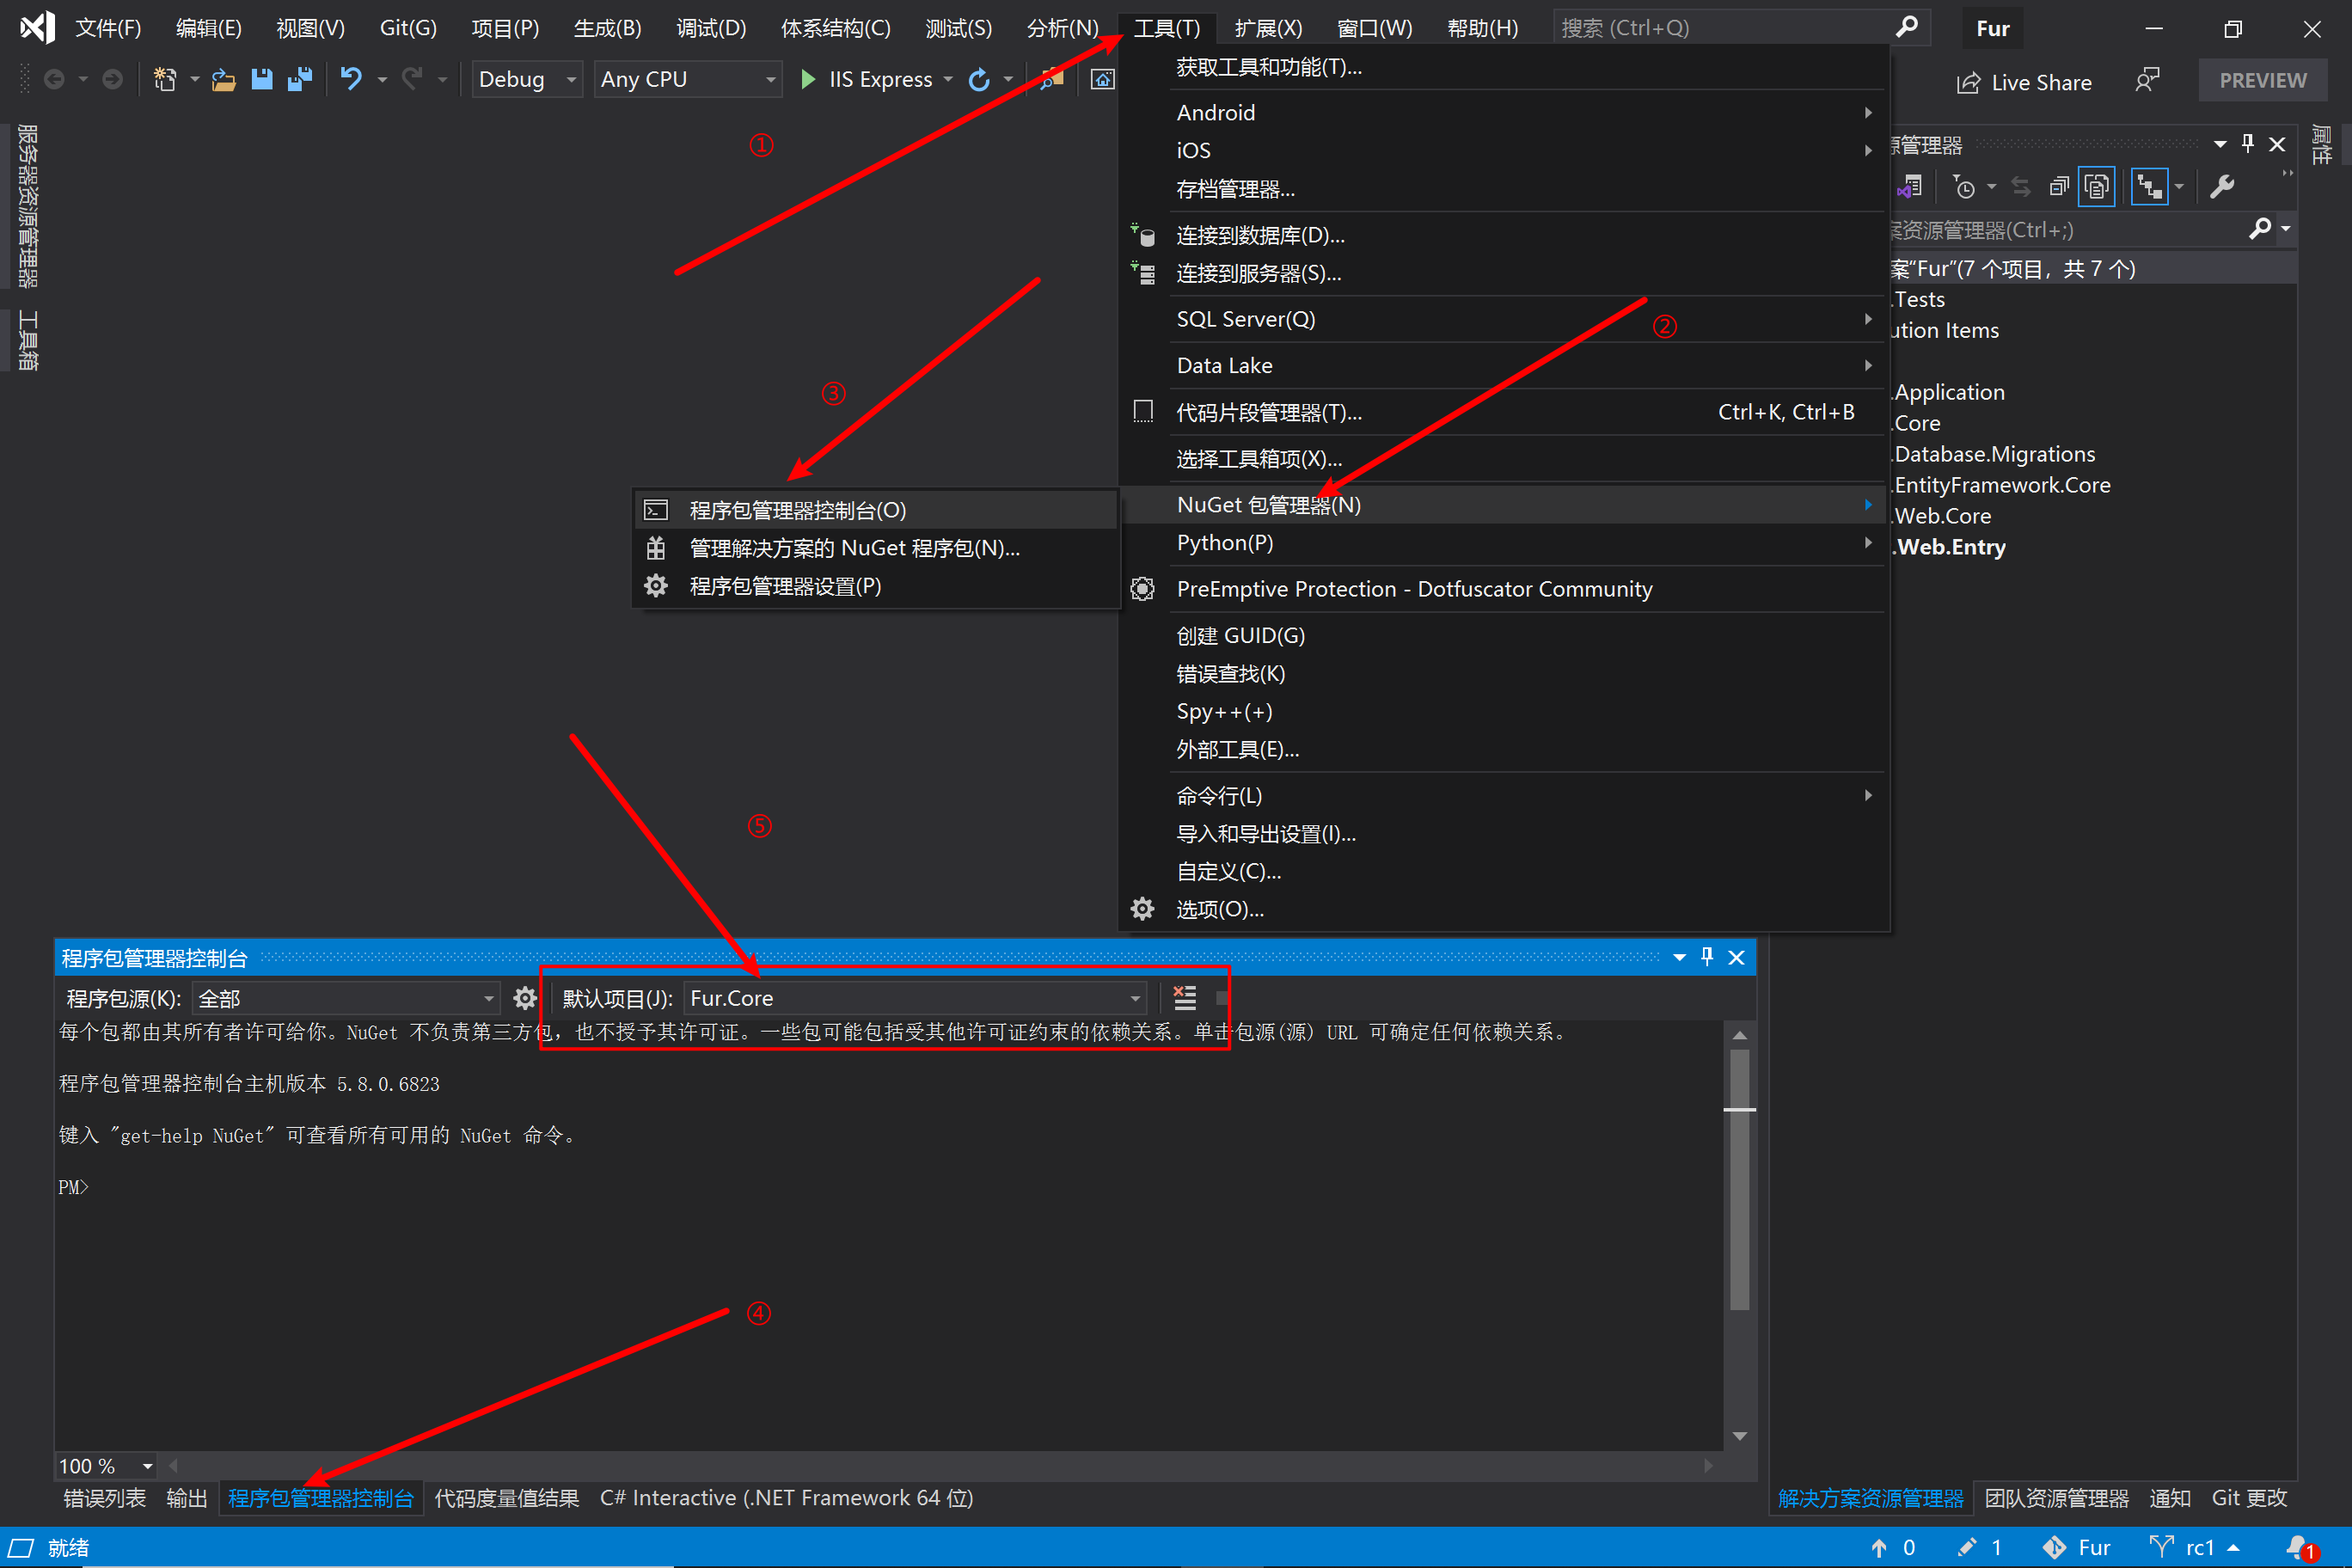 文件(F) 编辑(E) 视图(V) Git(G) 项目(P) 生成(B) 调试(D) 体系结构(C) 测试(S) 分析(N) 工具(T) 扩展(X) 窗口(W) 帮助(H) 搜索 (Ctrl+Q) Fur
Debug Any CPU IIS Express Live Share PREVIEW
服务器资源管理器
工具箱
①
获取工具和功能(T)...
Android
iOS
存档管理器...
连接到数据库(D)...
连接到服务器(S)...
SQL Server(Q)
②
Data Lake
代码片段管理器(T)... Ctrl+K, Ctrl+B
选择工具箱项(X)...
NuGet 包管理器(N)
Python(P)
PreEmptive Protection - Dotfuscator Community
创建 GUID(G)
错误查找(K)
Spy++(+)
外部工具(E)...
命令行(L)
导入和导出设置(I)...
自定义(C)...
选项(O)...
③
程序包管理器控制台(O)
管理解决方案的 NuGet 程序包(N)...
程序包管理器设置(P)
源管理器
案资源管理器(Ctrl+;)
案“Fur”(7 个项目，共 7 个)
.Tests
ution Items
.Application
.Core
.Database.Migrations
.EntityFramework.Core
.Web.Core
.Web.Entry
属性
⑤
程序包管理器控制台
程序包源(K): 全部 默认项目(J): Fur.Core
每个包都由其所有者许可给你。NuGet 不负责第三方包，也不授予其许可证。一些包可能包括受其他许可证约束的依赖关系。单击包源(源) URL 可确定任何依赖关系。
程序包管理器控制台主机版本 5.8.0.6823
键入 "get-help NuGet" 可查看所有可用的 NuGet 命令。
PM>
④
100 %
错误列表 输出 程序包管理器控制台 代码度量值结果 C# Interactive (.NET Framework 64 位)
解决方案资源管理器 团队资源管理器 通知 Git 更改
就绪 0 1 Fur rc1 1